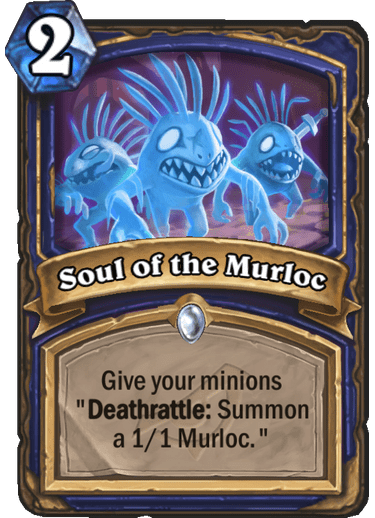 2
Soul of the Murloc
Give your minions
"Deathrattle: Summon
a 1/1 Murloc."